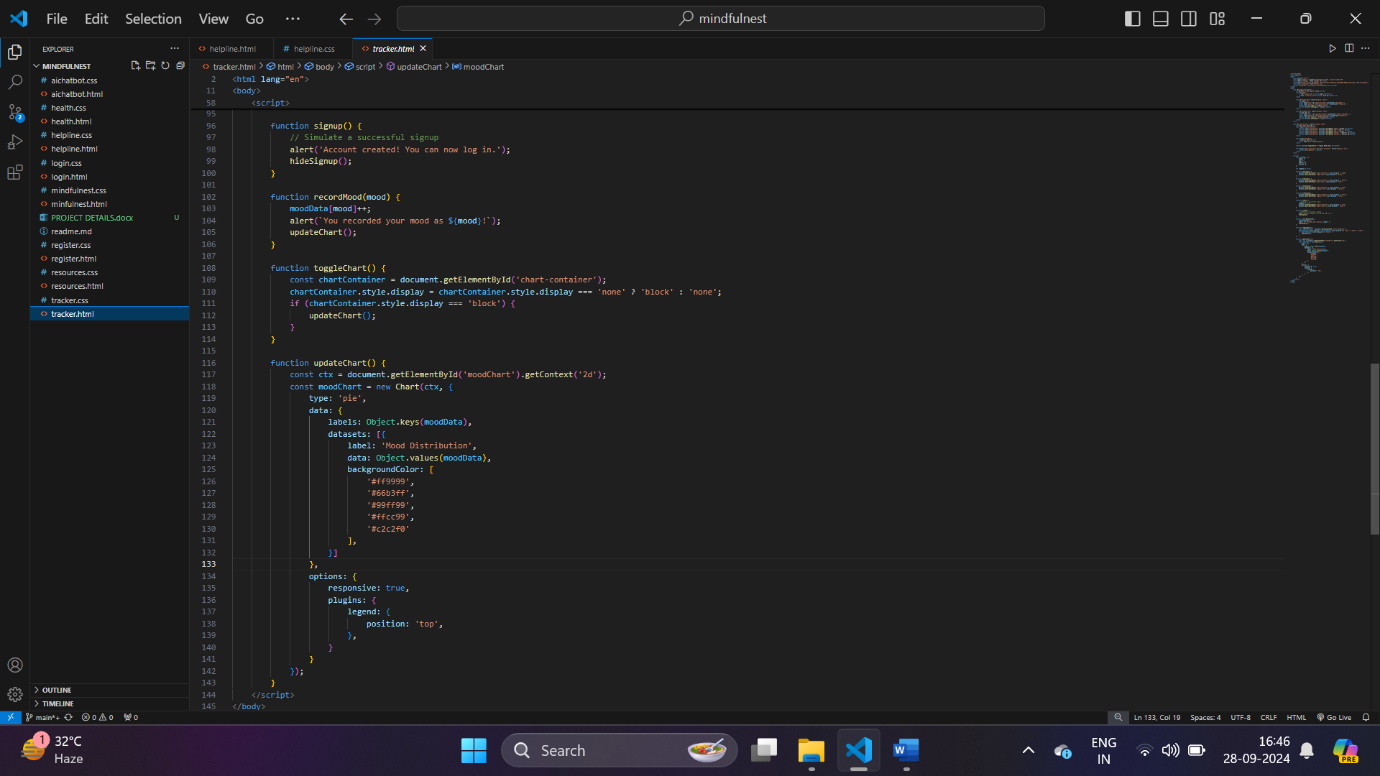 File Edit Selection View Go ··· mindfulnest
EXPLORER ···
MINDFULNEST
# aichatbot.css
<> aichatbot.html
# health.css
<> health.html
# helpline.css
<> helpline.html
# login.css
<> login.html
# mindfulnest.css
<> minfulnest.html
PROJECT DETAILS.docx U
readme.md
# register.css
<> register.html
# resources.css
<> resources.html
# tracker.css
<> tracker.html
OUTLINE
TIMELINE
2
<> helpline.html # helpline.css <> tracker.html ×
<> tracker.html > html > body > script > updateChart > moodChart
2 <html lang="en">
11 <body>
58 <script>
95
96 function signup() {
97 // Simulate a successful signup
98 alert('Account created! You can now log in.');
99 hideSignup();
100 }
101
102 function recordMood(mood) {
103 moodData[mood]++;
104 alert(`You recorded your mood as ${mood}!`);
105 updateChart();
106 }
107
108 function toggleChart() {
109 const chartContainer = document.getElementById('chart-container');
110 chartContainer.style.display = chartContainer.style.display === 'none' ? 'block' : 'none';
111 if (chartContainer.style.display === 'block') {
112 updateChart();
113 }
114 }
115
116 function updateChart() {
117 const ctx = document.getElementById('moodChart').getContext('2d');
118 const moodChart = new Chart(ctx, {
119 type: 'pie',
120 data: {
121 labels: Object.keys(moodData),
122 datasets: [{
123 label: 'Mood Distribution',
124 data: Object.values(moodData),
125 backgroundColor: [
126 '#ff9999',
127 '#66b3ff',
128 '#99ff99',
129 '#ffcc99',
130 '#c2c2f0'
131 ],
132 }]
133 },
134 options: {
135 responsive: true,
136 plugins: {
137 legend: {
138 position: 'top',
139 },
140 }
141 }
142 });
143 }
144 </script>
145 </body>
main*+ 0 0 0 Ln 133, Col 19 Spaces: 4 UTF-8 CRLF HTML Go Live
1 32°C
Haze
Search
ENG
IN
16:46
28-09-2024
PRE